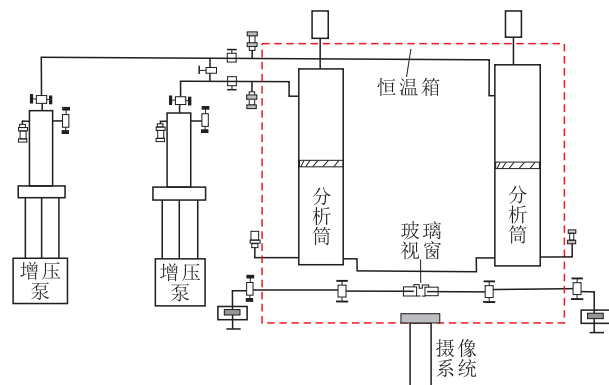 恒温箱
分
析
筒
分
析
筒
玻璃
视窗
增压
泵
增压
泵
摄像
系统